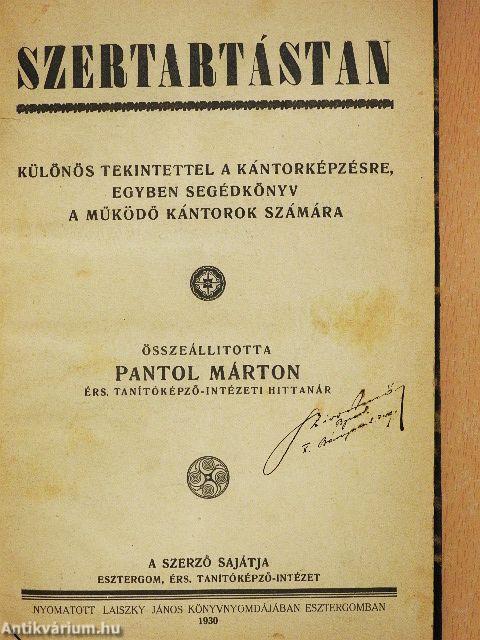 SZERTARTÁSTAN
KÜLÖNÖS TEKINTETTEL A KÁNTORKÉPZÉSRE,
EGYBEN SEGÉDKÖNYV
A MŰKÖDŐ KÁNTOROK SZÁMÁRA
ÖSSZEÁLLITOTTA
PANTOL MÁRTON
ÉRS. TANÍTÓKÉPZŐ-INTÉZETI HITTANÁR
A SZERZŐ SAJÁTJA
ESZTERGOM, ÉRS. TANÍTÓKÉPZŐ-INTÉZET
NYOMATOTT LAISZKY JÁNOS KÖNYVNYOMDÁJÁBAN ESZTERGOMBAN
1930
Antikvárium.hu